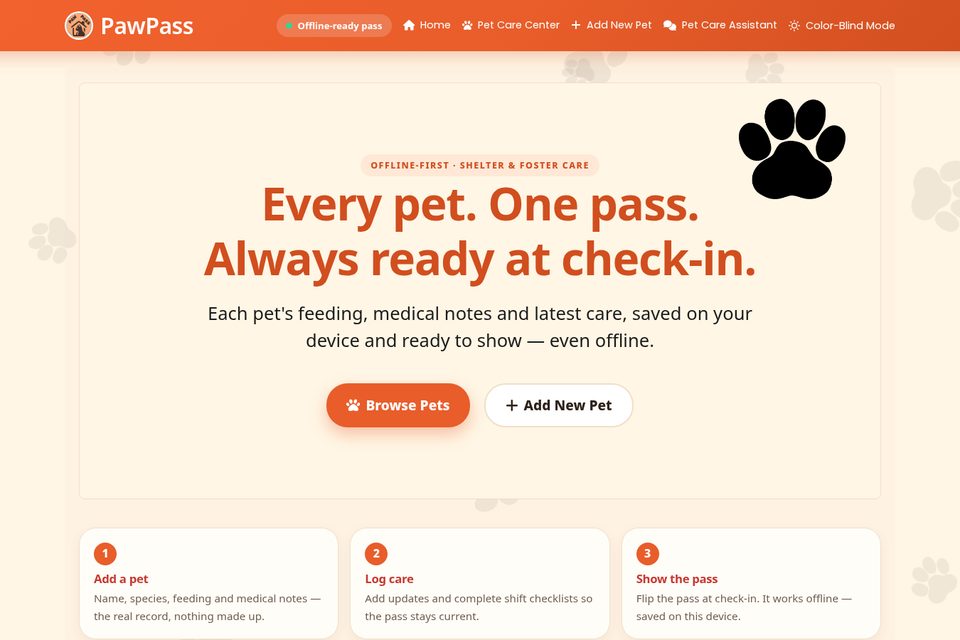 PawPass
Offline-ready pass
Home
Pet Care Center
Add New Pet
Pet Care Assistant
Color-Blind Mode
OFFLINE-FIRST · SHELTER & FOSTER CARE
Every pet. One pass.
Always ready at check-in.
Each pet's feeding, medical notes and latest care, saved on your
device and ready to show — even offline.
Browse Pets
Add New Pet
1
Add a pet
Name, species, feeding and medical notes —
the real record, nothing made up.
2
Log care
Add updates and complete shift checklists so
the pass stays current.
3
Show the pass
Flip the pass at check-in. It works offline —
saved on this device.